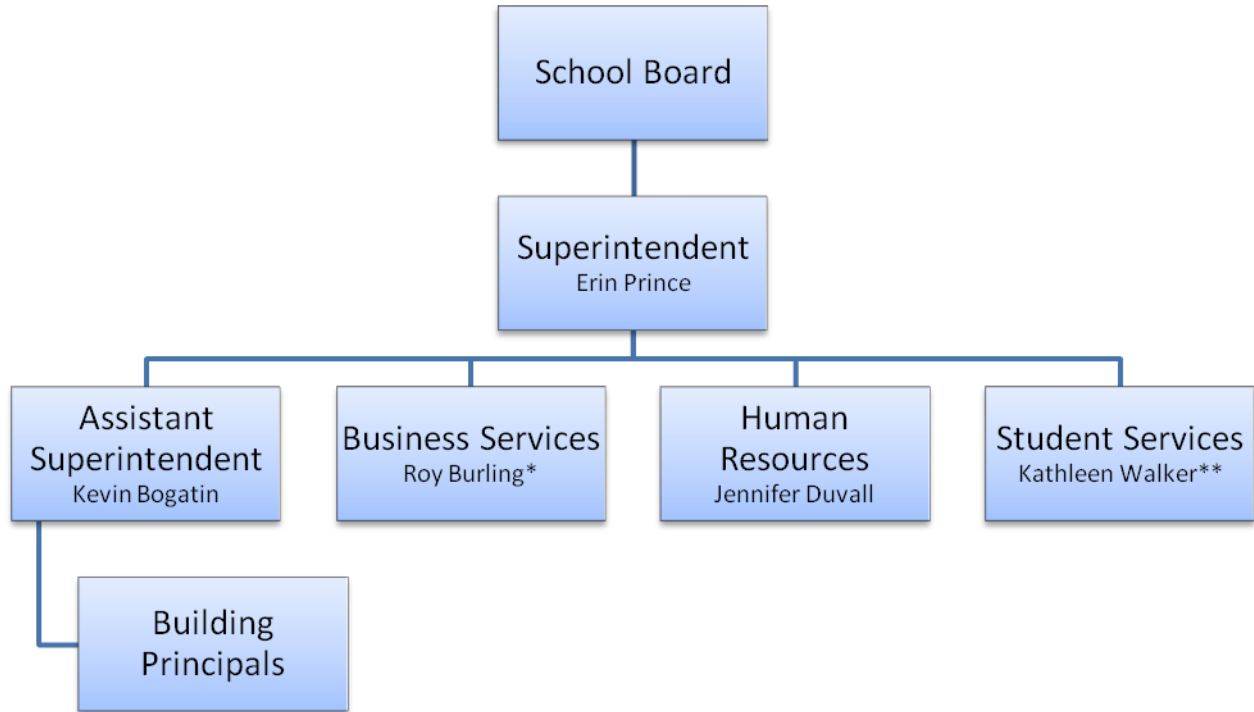 School Board
Superintendent
Erin Prince
Assistant
Superintendent
Kevin Bogatin
Business Services
Roy Burling*
Human
Resources
Jennifer Duvall
Student Services
Kathleen Walker**
Building
Principals